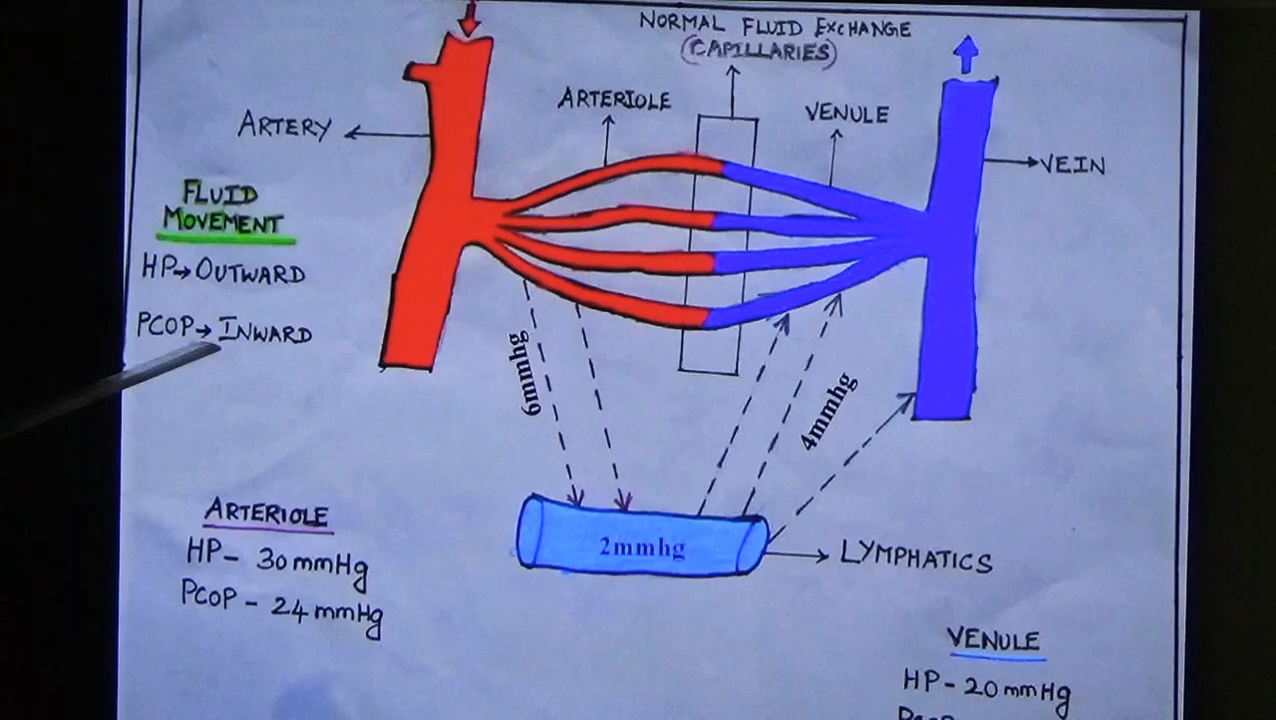 NORMAL FLUID EXCHANGE
(CAPILLARIES)
ARTERIOLE
VENULE
ARTERY
VEIN
FLUID
MOVEMENT
HP→OUTWARD
PCOP→INWARD
6mmhg
4mmhg
2mmhg
LYMPHATICS
ARTERIOLE
HP- 30mmHg
PCOP - 24mmHg
VENULE
HP-20mmHg